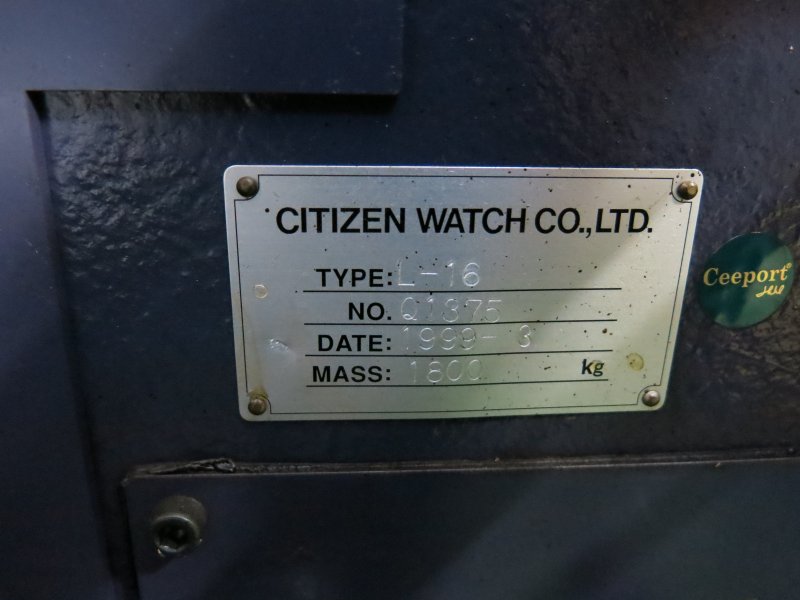 CITIZEN WATCH CO.,LTD.
TYPE: L-16
NO. Q1375
DATE: 1999- 3
MASS: 1800 kg
Ceeport®